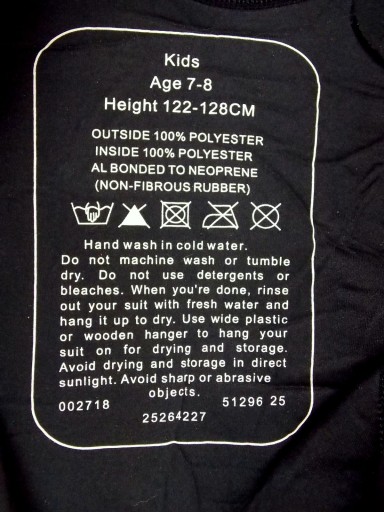 Kids
Age 7-8
Height 122-128CM
OUTSIDE 100% POLYESTER
INSIDE 100% POLYESTER
AL BONDED TO NEOPRENE
(NON-FIBROUS RUBBER)
Hand wash in cold water.
Do not machine wash or tumble
dry. Do not use detergents or
bleaches. When you're done, rinse
out your suit with fresh water and
hang it up to dry. Use wide plastic
or wooden hanger to hang your
suit on for drying and storage.
Avoid drying and storage in direct
sunlight. Avoid sharp or abrasive
objects.
002718 51296 25
25264227